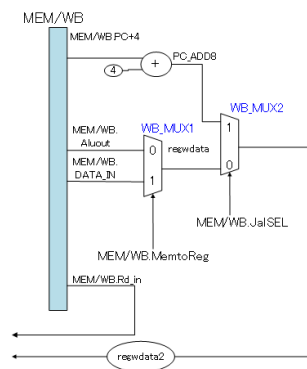 MEM/WB
MEM/WB.PC+4
PC_ADD8
4
+
WB_MUX2
WB_MUX1
1
MEM/WB.
Aluout
0
regwdata
MEM/WB.
DATA_IN
1
0
MEM/WB.JalSEL
MEM/WB.MemtoReg
MEM/WB.Rd_in
regwdata2